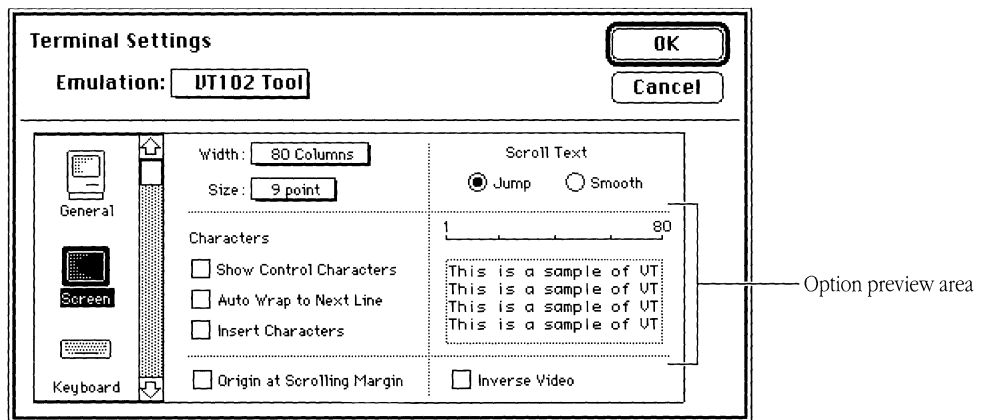 Terminal Settings
OK
Emulation: VT102 Tool
Cancel
General
Screen
Keyboard
Width: 80 Columns
Size: 9 point
Scroll Text
Jump
Smooth
Characters
Show Control Characters
Auto Wrap to Next Line
Insert Characters
1 80
This is a sample of VT
This is a sample of VT
This is a sample of VT
This is a sample of VT
Origin at Scrolling Margin
Inverse Video
Option preview area